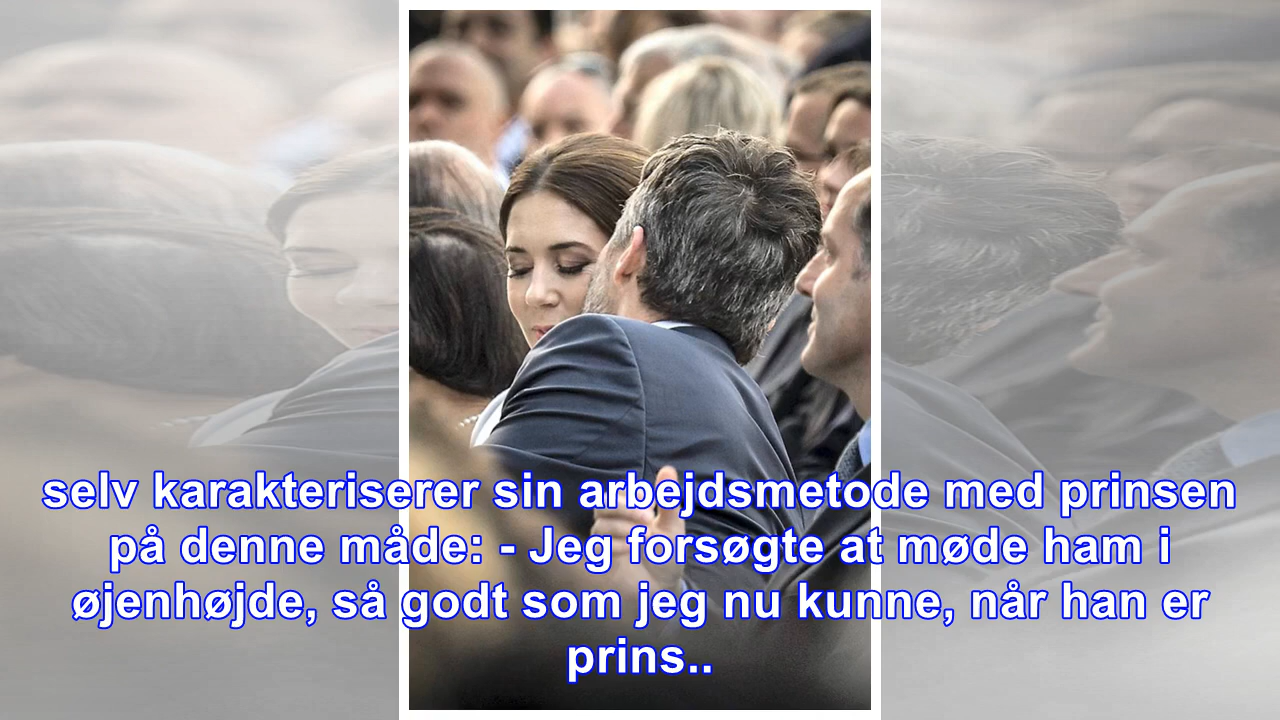 selv karakteriserer sin arbejdsmetode med prinsen
på denne måde: - Jeg forsøgte at møde ham i
øjenhøjde, så godt som jeg nu kunne, når han er
prins..